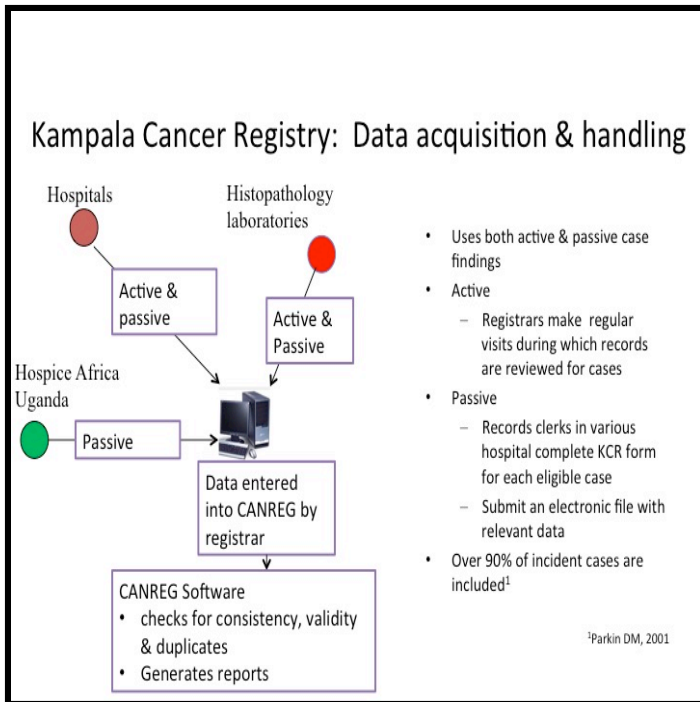 Kampala Cancer Registry: Data acquisition & handling
Hospitals
Histopathology
laboratories
Active &
passive
Active &
Passive
Hospice Africa
Uganda
Passive
Data entered
into CANREG by
registrar
CANREG Software
• checks for consistency, validity
& duplicates
• Generates reports
• Uses both active & passive case
findings
• Active
– Registrars make regular
visits during which records
are reviewed for cases
• Passive
– Records clerks in various
hospital complete KCR form
for each eligible case
– Submit an electronic file with
relevant data
• Over 90% of incident cases are
included¹
¹Parkin DM, 2001